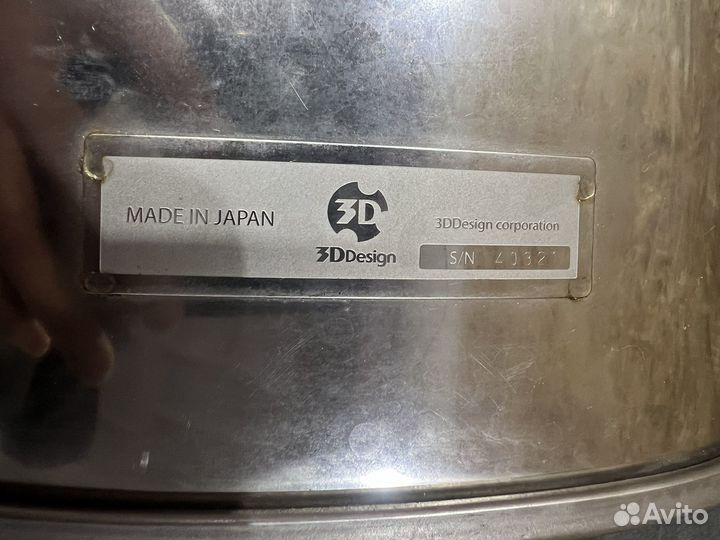 MADE IN JAPAN
3D
3DDesign
3DDesign corporation
S/N 40321
Avito